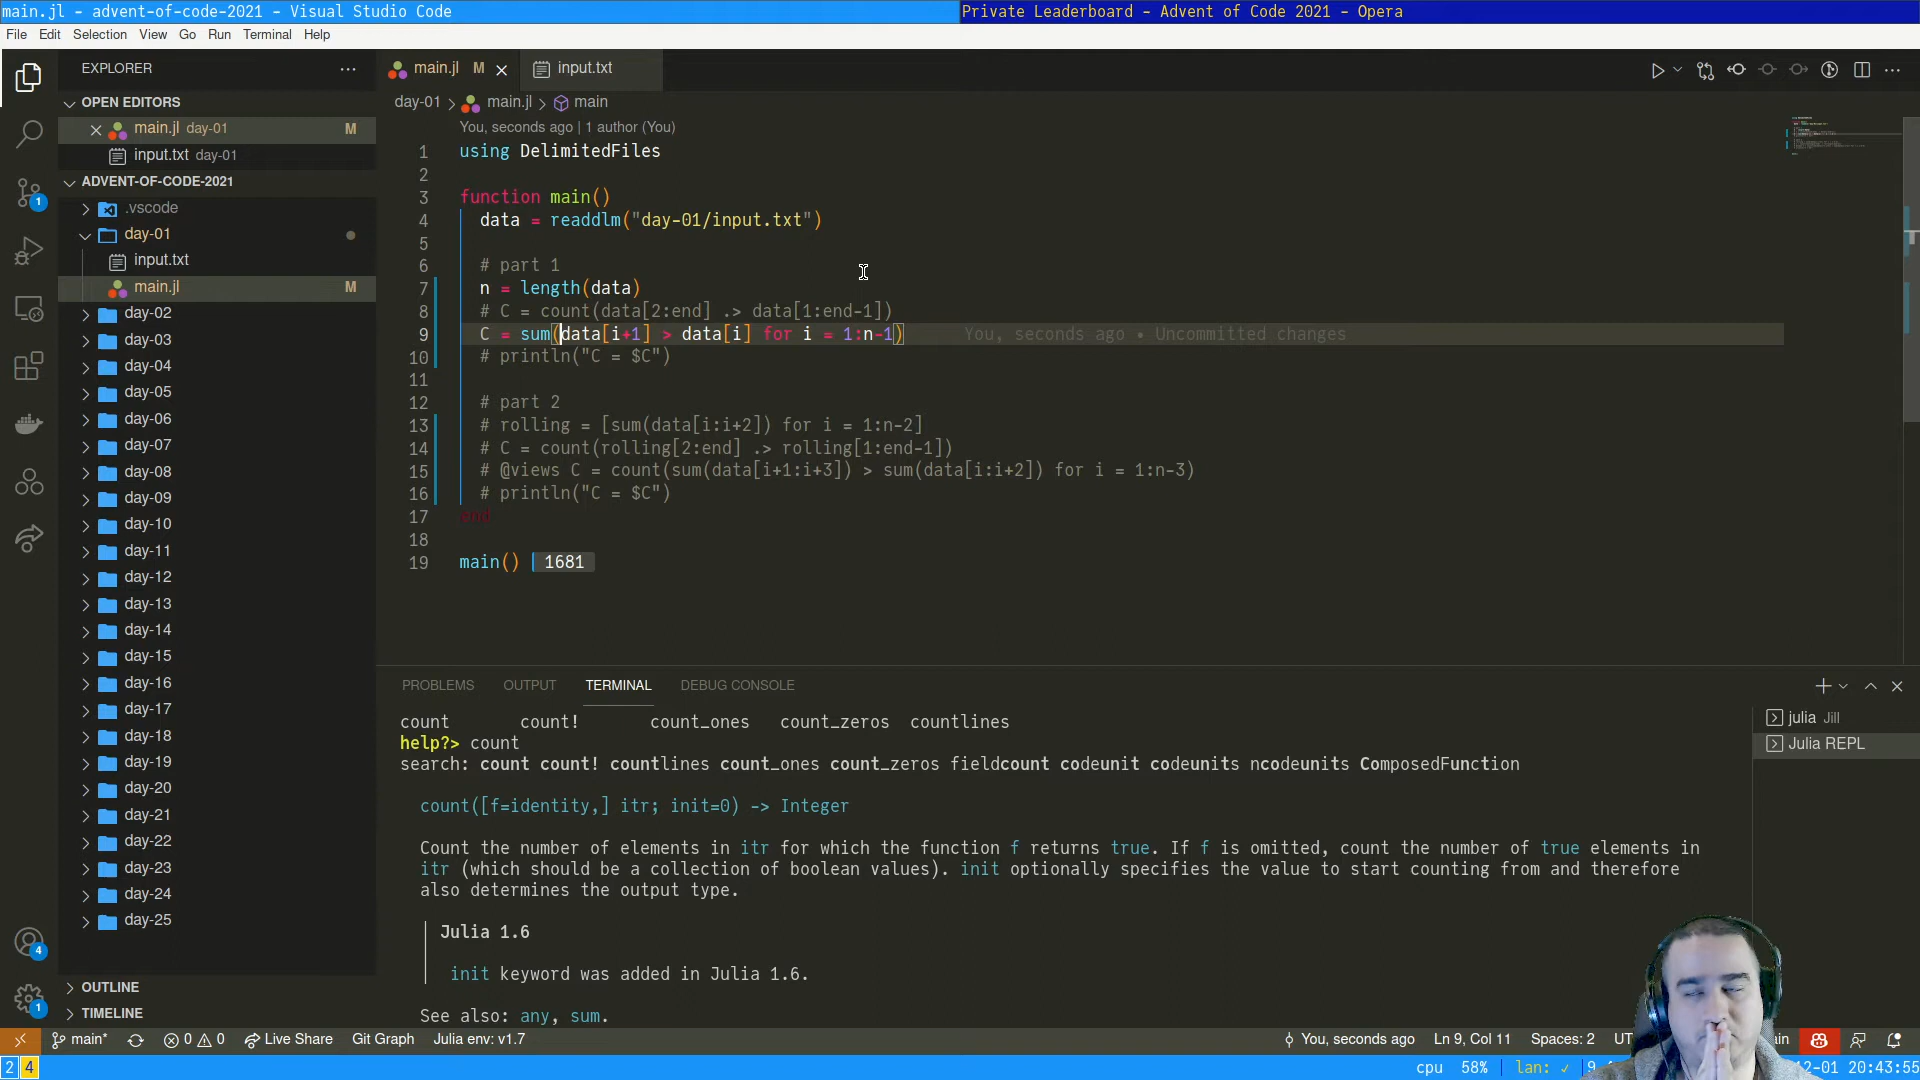 main.jl - advent-of-code-2021 - Visual Studio Code
Private Leaderboard - Advent of Code 2021 - Opera
File Edit Selection View Go Run Terminal Help
EXPLORER
OPEN EDITORS
main.jl day-01 M
input.txt day-01
ADVENT-OF-CODE-2021
.vscode
day-01
input.txt
main.jl M
day-02
day-03
day-04
day-05
day-06
day-07
day-08
day-09
day-10
day-11
day-12
day-13
day-14
day-15
day-16
day-17
day-18
day-19
day-20
day-21
day-22
day-23
day-24
day-25
OUTLINE
TIMELINE
1
4
1
main.jl M input.txt
day-01 main.jl main
You, seconds ago | 1 author (You)
1 using DelimitedFiles
2
3 function main()
4 data = readdlm("day-01/input.txt")
5
6 # part 1
7 n = length(data)
8 # C = count(data[2:end] .> data[1:end-1])
9 C = sum(data[i+1] > data[i] for i = 1:n-1) You, seconds ago • Uncommitted changes
10 # println("C = $C")
11
12 # part 2
13 # rolling = [sum(data[i:i+2]) for i = 1:n-2]
14 # C = count(rolling[2:end] .> rolling[1:end-1])
15 # @views C = count(sum(data[i+1:i+3]) > sum(data[i:i+2]) for i = 1:n-3)
16 # println("C = $C")
17 end
18
19 main() 1681
PROBLEMS OUTPUT TERMINAL DEBUG CONSOLE
count count! count_ones count_zeros countlines
help?> count
search: count count! countlines count_ones count_zeros fieldcount codeunit codeunits ncodeunits ComposedFunction
count([f=identity,] itr; init=0) -> Integer
Count the number of elements in itr for which the function f returns true. If f is omitted, count the number of true elements in
itr (which should be a collection of boolean values). init optionally specifies the value to start counting from and therefore
also determines the output type.
Julia 1.6
init keyword was added in Julia 1.6.
See also: any, sum.
julia Jill
Julia REPL
main* 0 0 Live Share Git Graph Julia env: v1.7
You, seconds ago Ln 9, Col 11 Spaces: 2
2 4
cpu 58% lan: ✓
12-01 20:43:55